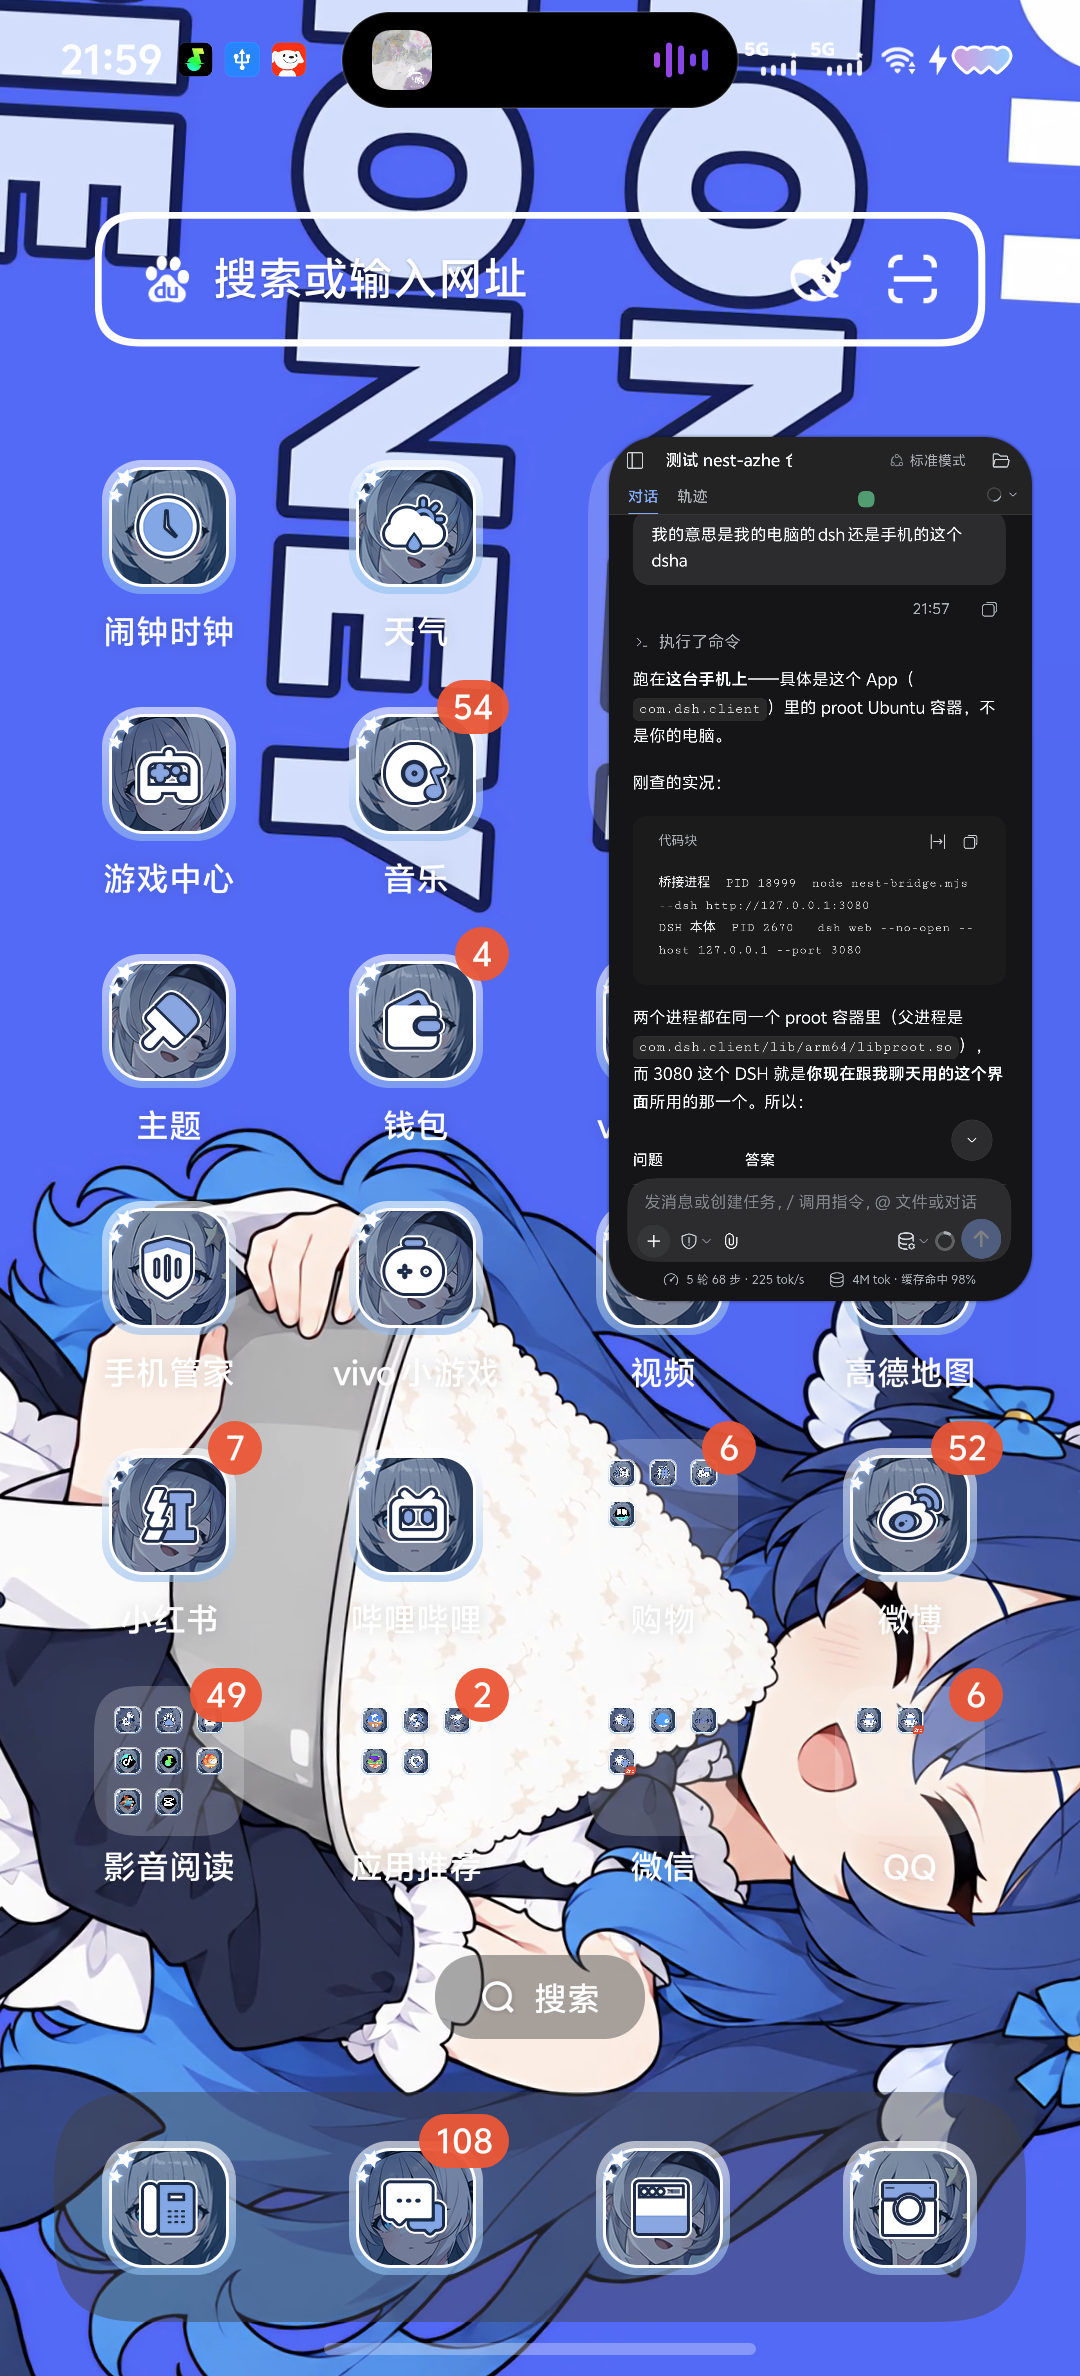 21:59
5G
5G
du
搜索或输入网址
闹钟时钟
天气
测试 nest-azhe
标准模式
对话
轨迹
我的意思是我的电脑的dsh还是手机的这个
dsha
21:57
执行了命令
跑在这台手机上——具体是这个 App（
com.dsh.client）里的 proot Ubuntu 容器，不
是你的电脑。
刚查的实况：
代码块
桥接进程 PID 18999 node nest-bridge.mjs
--dsh http://127.0.0.1:3080
DSH 本体 PID 2670 dsh web --no-open --
host 127.0.0.1 --port 3080
两个进程都在同一个 proot 容器里（父进程是
com.dsh.client/lib/arm64/libproot.so），
而 3080 这个 DSH 就是你现在跟我聊天用的这个界
面所用的那一个。所以：
问题 答案
发消息或创建任务, / 调用指令, @ 文件或对话
5 轮 68 步 · 225 tok/s
4M tok · 缓存命中 98%
游戏中心
54
音乐
主题
4
钱包
手机管家
vivo 小游戏
视频
高德地图
7
小红书
哔哩哔哩
6
购物
52
微博
49
影音阅读
2
应用推荐
微信
6
QQ
搜索
108